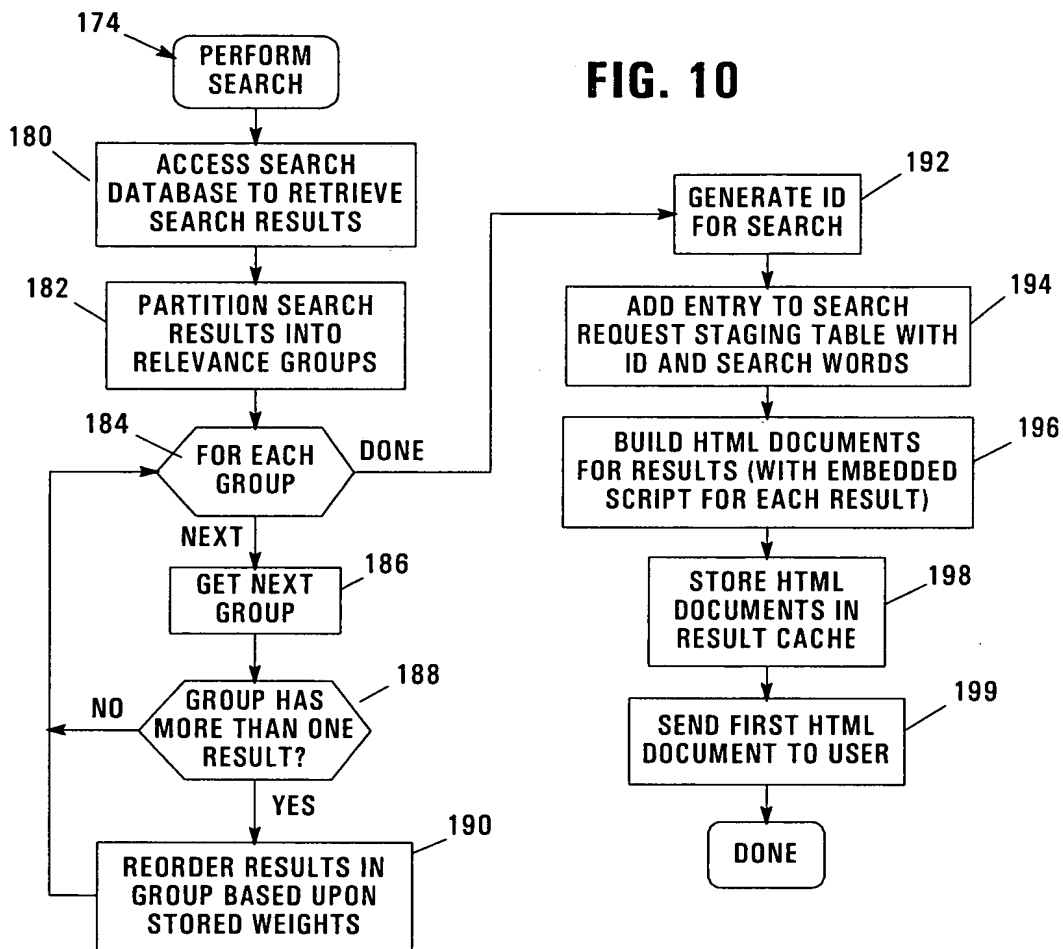 FIG. 10
174
PERFORM
SEARCH
180
ACCESS SEARCH
DATABASE TO RETRIEVE
SEARCH RESULTS
182
PARTITION SEARCH
RESULTS INTO
RELEVANCE GROUPS
184
FOR EACH
GROUP
DONE
NEXT
186
GET NEXT
GROUP
188
GROUP HAS
MORE THAN ONE
RESULT?
NO
YES
190
REORDER RESULTS IN
GROUP BASED UPON
STORED WEIGHTS
192
GENERATE ID
FOR SEARCH
194
ADD ENTRY TO SEARCH
REQUEST STAGING TABLE WITH
ID AND SEARCH WORDS
196
BUILD HTML DOCUMENTS
FOR RESULTS (WITH EMBEDDED
SCRIPT FOR EACH RESULT)
198
STORE HTML
DOCUMENTS IN
RESULT CACHE
199
SEND FIRST HTML
DOCUMENT TO USER
DONE